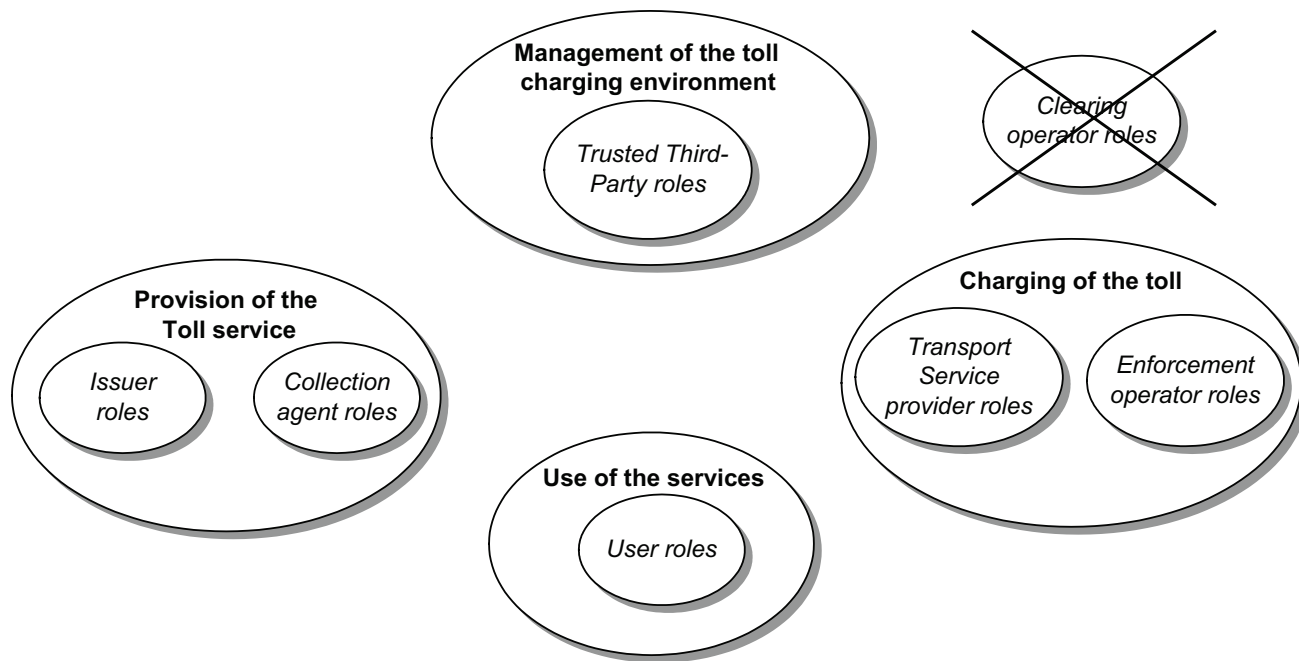 Management of the toll
charging environment
Trusted Third-
Party roles
Clearing
operator roles
Provision of the
Toll service
Issuer
roles
Collection
agent roles
Charging of the toll
Transport
Service
provider roles
Enforcement
operator roles
Use of the services
User roles